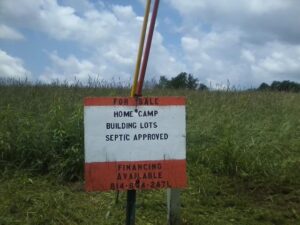 FOR SALE
HOME CAMP
BUILDING LOTS
SEPTIC APPROVED
FINANCING
AVAILABLE